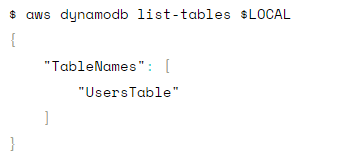 $ aws dynamodb list-tables $LOCAL
{
    "TableNames": [
        "UsersTable"
    ]
}